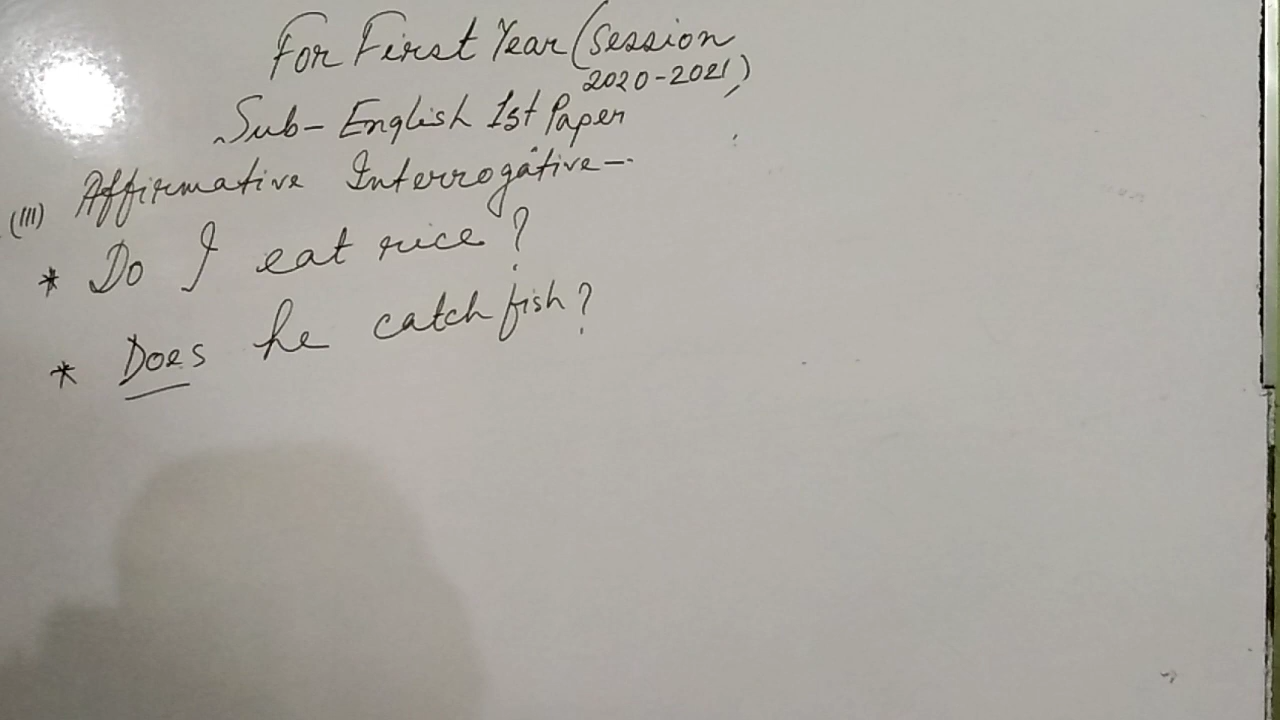 For First Year (Session
2020-2021)
Sub- English 1st Paper
(III) Affirmative Interrogative-
* Do I eat rice?
* Does he catch fish?